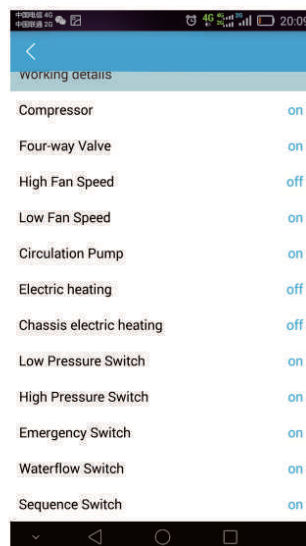 中国电信 4G
中国联通 2G 4G 4G 2G 20:09
Working details
Compressor on
Four-way Valve on
High Fan Speed off
Low Fan Speed on
Circulation Pump on
Electric heating off
Chassis electric heating off
Low Pressure Switch on
High Pressure Switch on
Emergency Switch on
Waterflow Switch on
Sequence Switch on